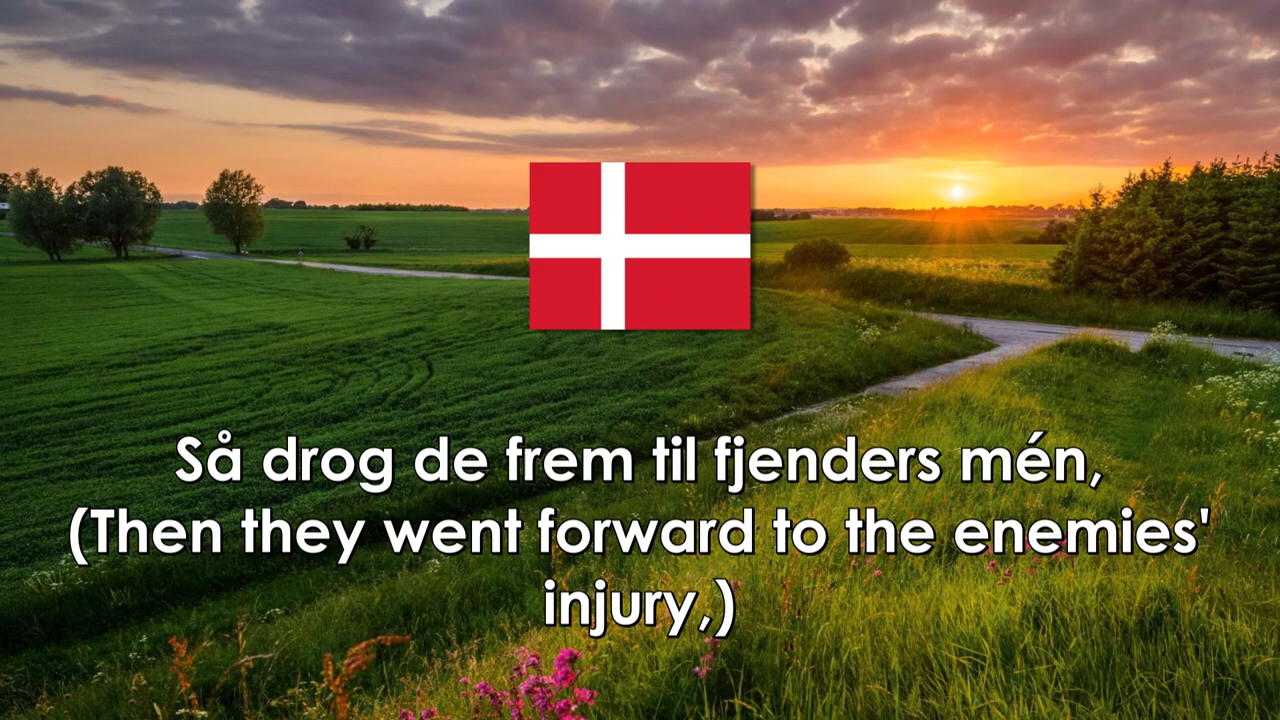 Så drog de frem til fjenders mén,
(Then they went forward to the enemies'
injury,)